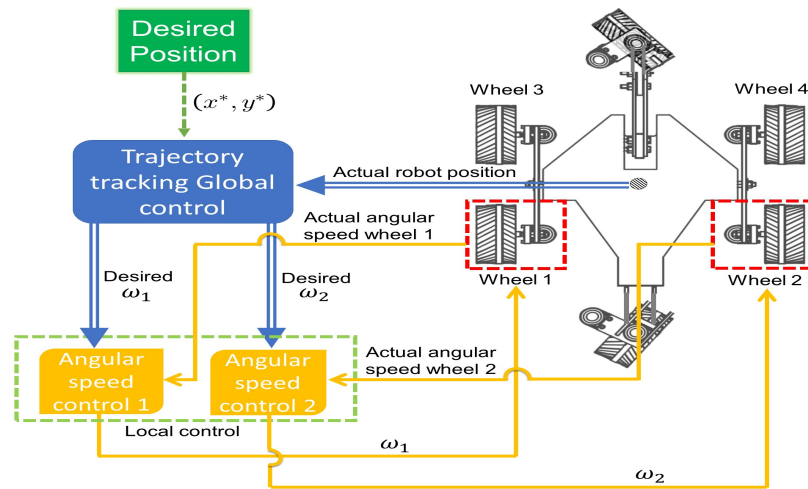 Desired
Position
(x*, y*)
Trajectory
tracking Global
control
Actual robot position
Wheel 3
Wheel 4
Actual angular
speed wheel 1
Wheel 1
Wheel 2
Desired
ω₁
Desired
ω₂
Angular
speed
control 1
Angular
speed
control 2
Actual angular
speed wheel 2
Local control
ω₁
ω₂